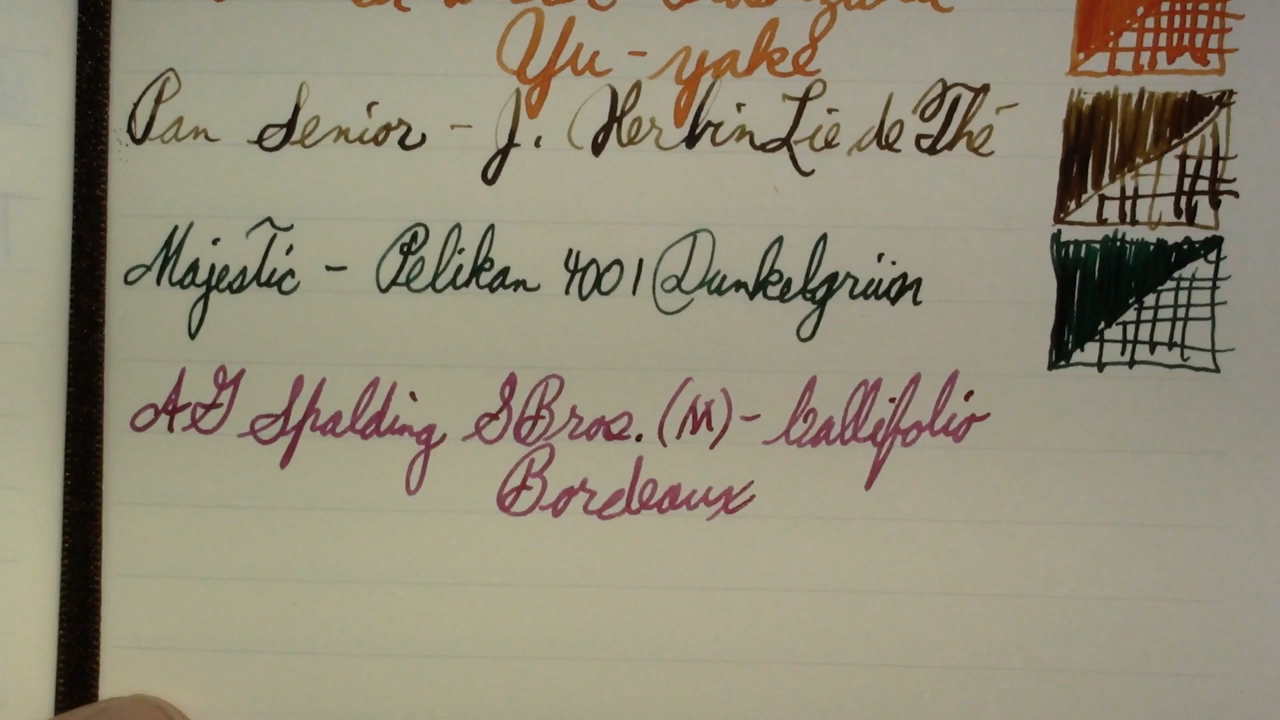 Yu-yake
Pan Senior - J. Herbin Lie de Thé
Majestic - Pelikan 4001 Dunkelgrün
AG Spalding & Bros. (M) - Callifolio
Bordeaux